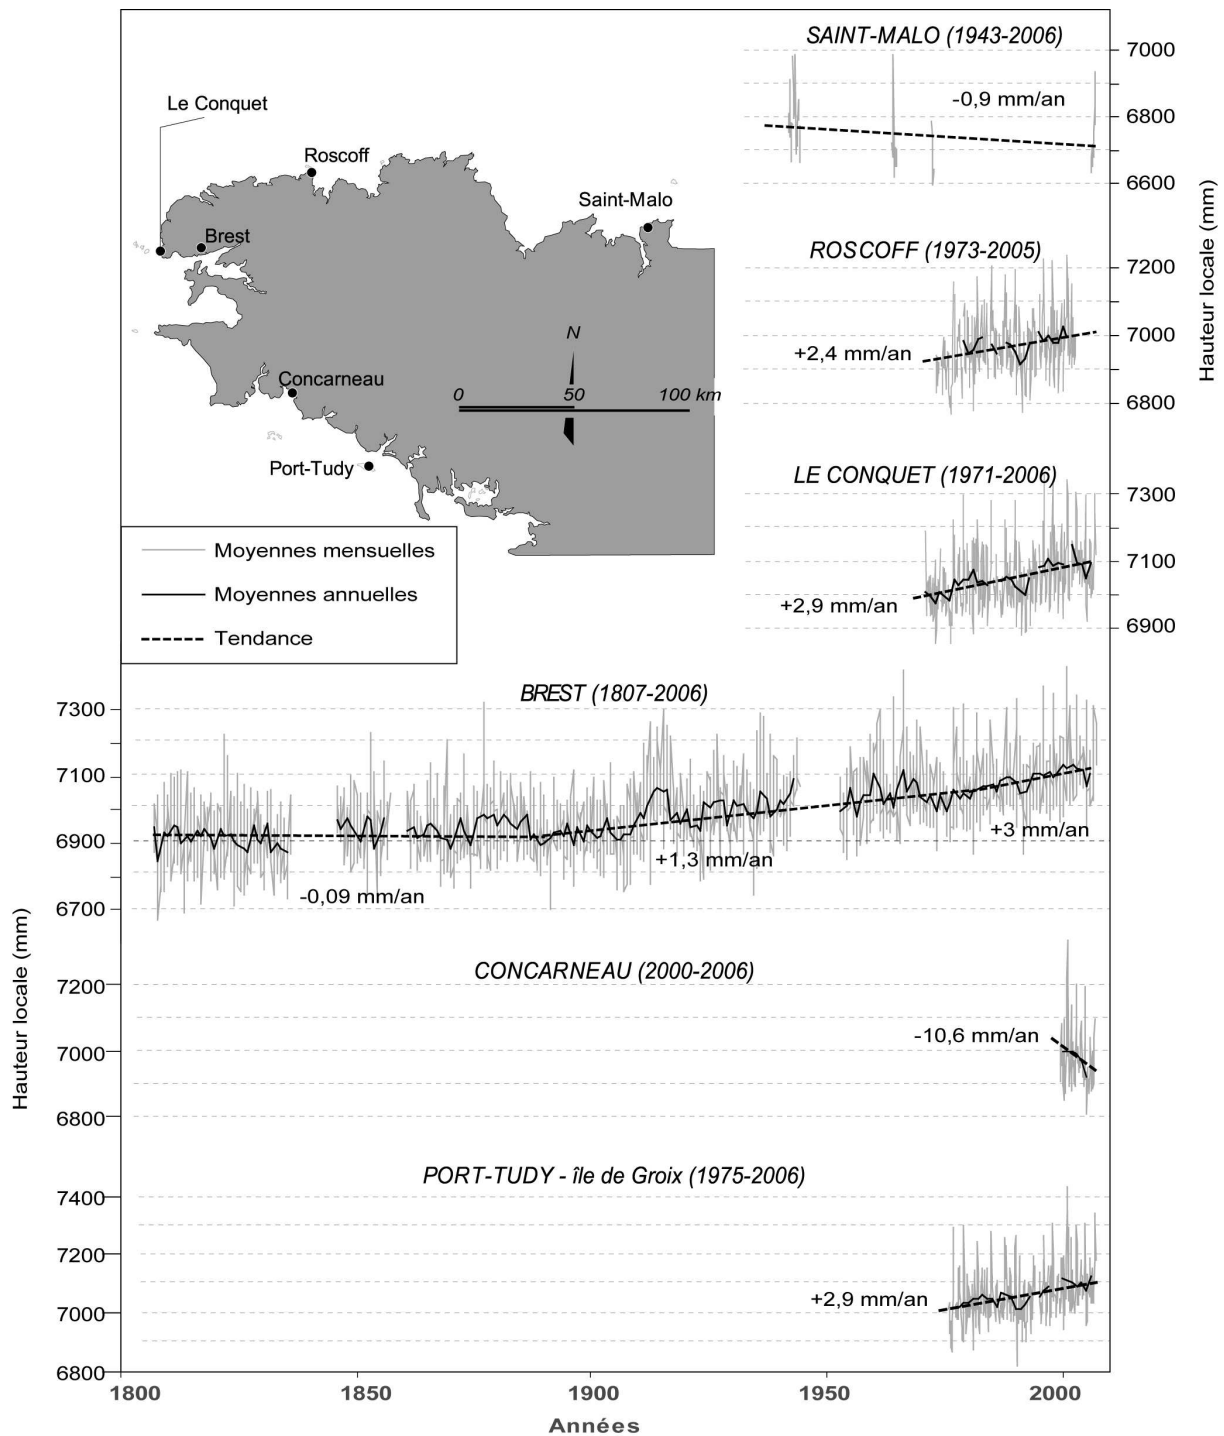 SAINT-MALO (1943-2006)
7000
-0,9 mm/an
6800
6600
Le Conquet
Roscoff
Saint-Malo
Brest
Concarneau
Port-Tudy
N
0 50 100 km
Hauteur locale (mm)
ROSCOFF (1973-2005)
7200
7000
+2,4 mm/an
6800
LE CONQUET (1971-2006)
7300
7100
+2,9 mm/an
6900
Moyennes mensuelles
Moyennes annuelles
Tendance
BREST (1807-2006)
7300
7100
6900
6700
-0,09 mm/an
+1,3 mm/an
+3 mm/an
Hauteur locale (mm)
CONCARNEAU (2000-2006)
7200
7000
6800
-10,6 mm/an
PORT-TUDY - île de Groix (1975-2006)
7400
7200
7000
6800
+2,9 mm/an
1800 1850 1900 1950 2000
Années